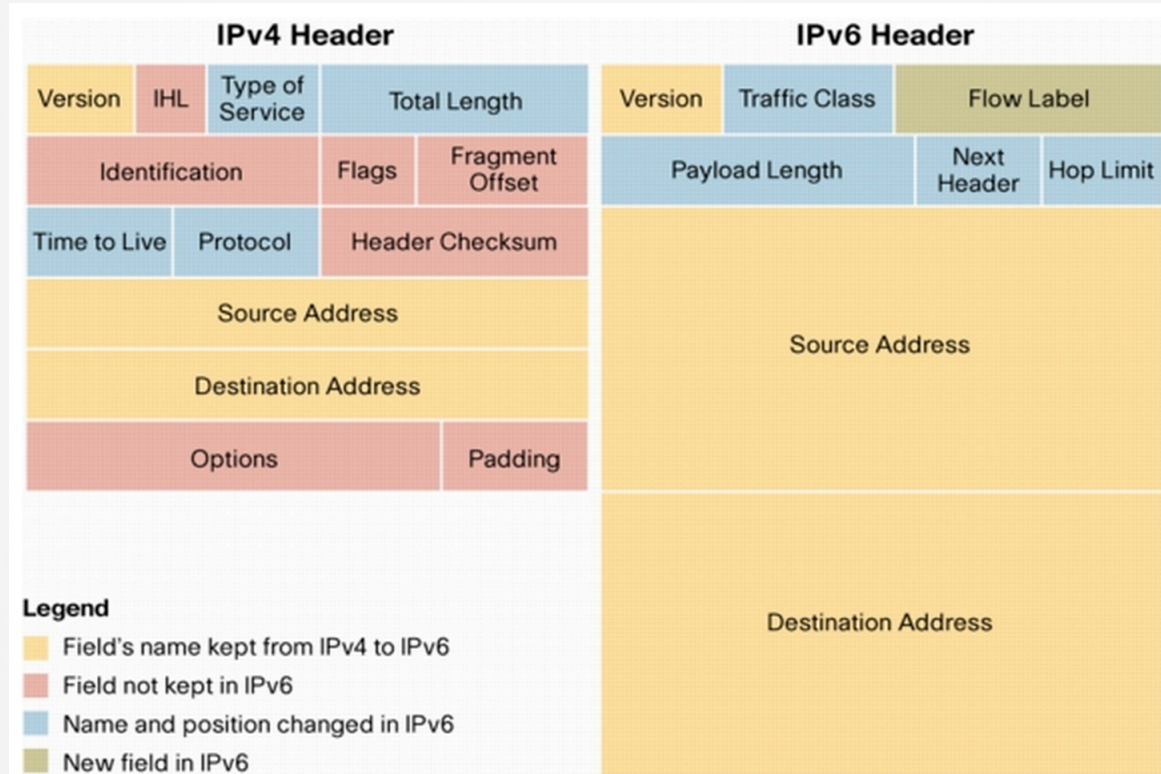 IPv4 Header
Version
IHL
Type of
Service
Total Length
Identification
Flags
Fragment
Offset
Time to Live
Protocol
Header Checksum
Source Address
Destination Address
Options
Padding
IPv6 Header
Version
Traffic Class
Flow Label
Payload Length
Next
Header
Hop Limit
Source Address
Destination Address
Legend
Field's name kept from IPv4 to IPv6
Field not kept in IPv6
Name and position changed in IPv6
New field in IPv6